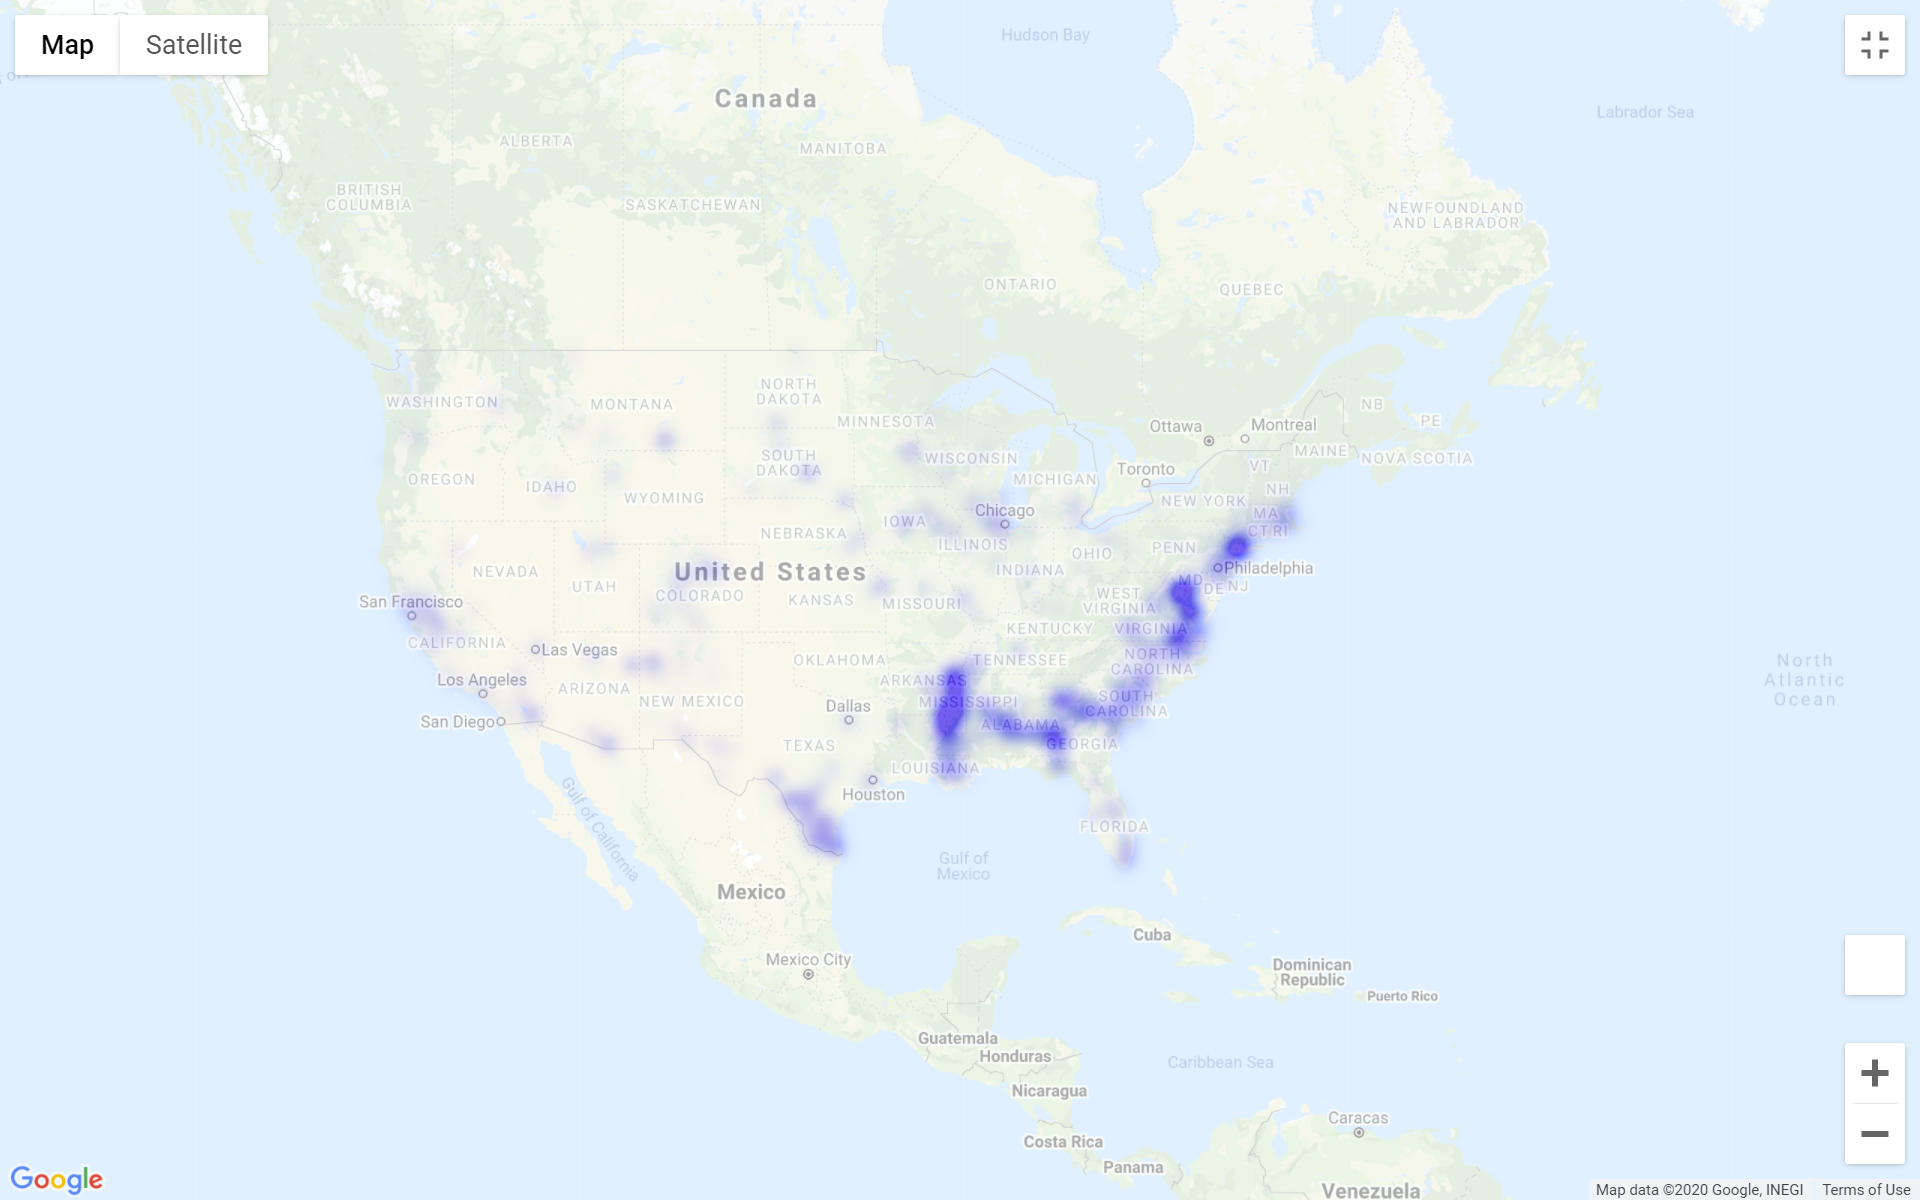 Map
Satellite
Hudson Bay
Labrador Sea
Canada
ALBERTA
MANITOBA
BRITISH
COLUMBIA
SASKATCHEWAN
NEWFOUNDLAND
AND LABRADOR
ONTARIO
QUEBEC
WASHINGTON
MONTANA
NORTH
DAKOTA
MINNESOTA
Ottawa
Montreal
NB
PE
MAINE
NOVA SCOTIA
VT
NH
OREGON
IDAHO
WYOMING
SOUTH
DAKOTA
WISCONSIN
MICHIGAN
Toronto
NEW YORK
MA
CT RI
Chicago
IOWA
NEBRASKA
ILLINOIS
OHIO
PENN
Philadelphia
NJ
MD
DE
INDIANA
United States
NEVADA
UTAH
COLORADO
KANSAS
MISSOURI
WEST
VIRGINIA
San Francisco
CALIFORNIA
Las Vegas
KENTUCKY
VIRGINIA
OKLAHOMA
TENNESSEE
NORTH
CAROLINA
Los Angeles
ARIZONA
NEW MEXICO
ARKANSAS
MISSISSIPPI
SOUTH
CAROLINA
San Diego
Dallas
ALABAMA
GEORGIA
TEXAS
LOUISIANA
Houston
North
Atlantic
Ocean
Gulf of California
FLORIDA
Gulf of
Mexico
Mexico
Mexico City
Cuba
Dominican
Republic
Puerto Rico
Guatemala
Honduras
Nicaragua
Caribbean Sea
Costa Rica
Panama
Caracas
Venezuela
Google
Map data ©2020 Google, INEGI
Terms of Use